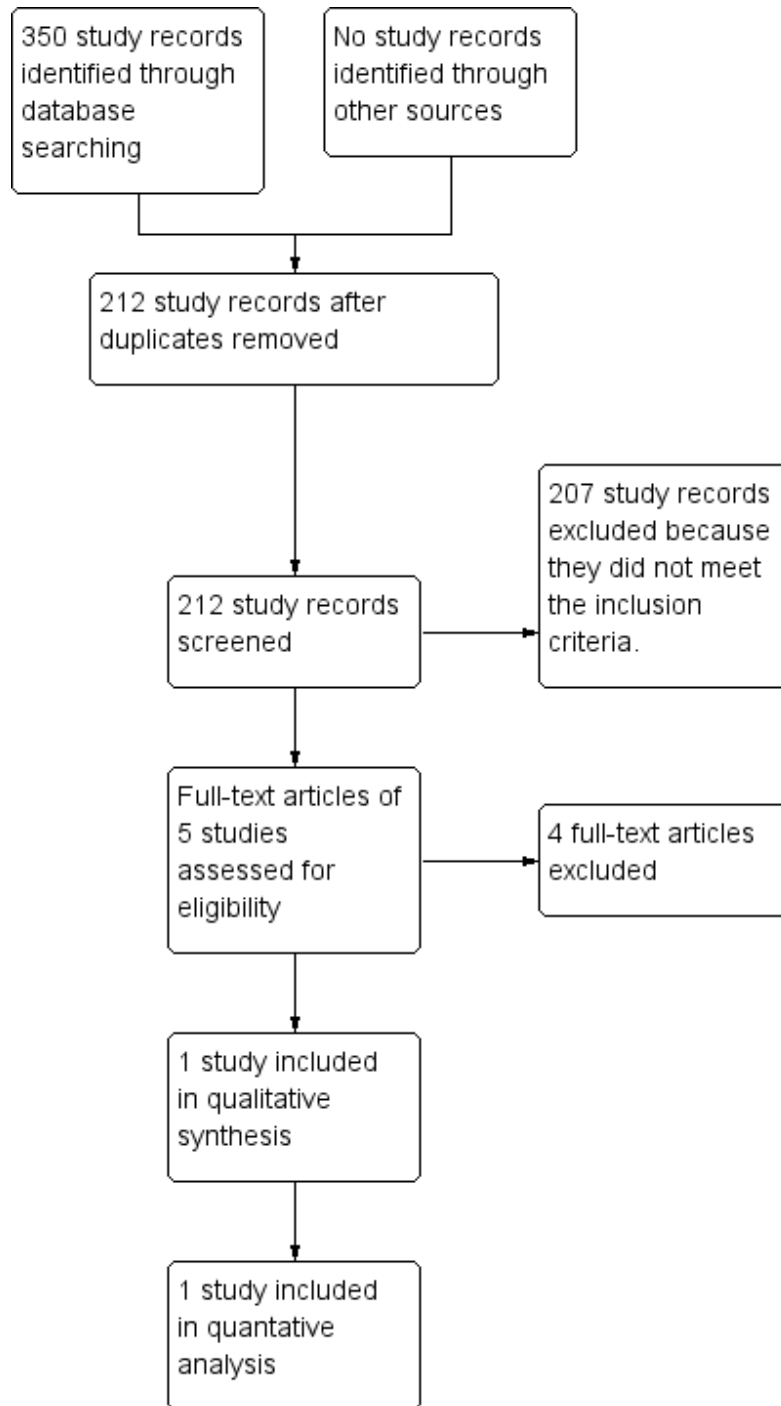 350 study records
identified through
database
searching
No study records
identified through
other sources
212 study records after
duplicates removed
207 study records
excluded because
they did not meet
the inclusion
criteria.
212 study records
screened
Full-text articles of
5 studies
assessed for
eligibility
4 full-text articles
excluded
1 study included
in qualitative
synthesis
1 study included
in quantative
analysis